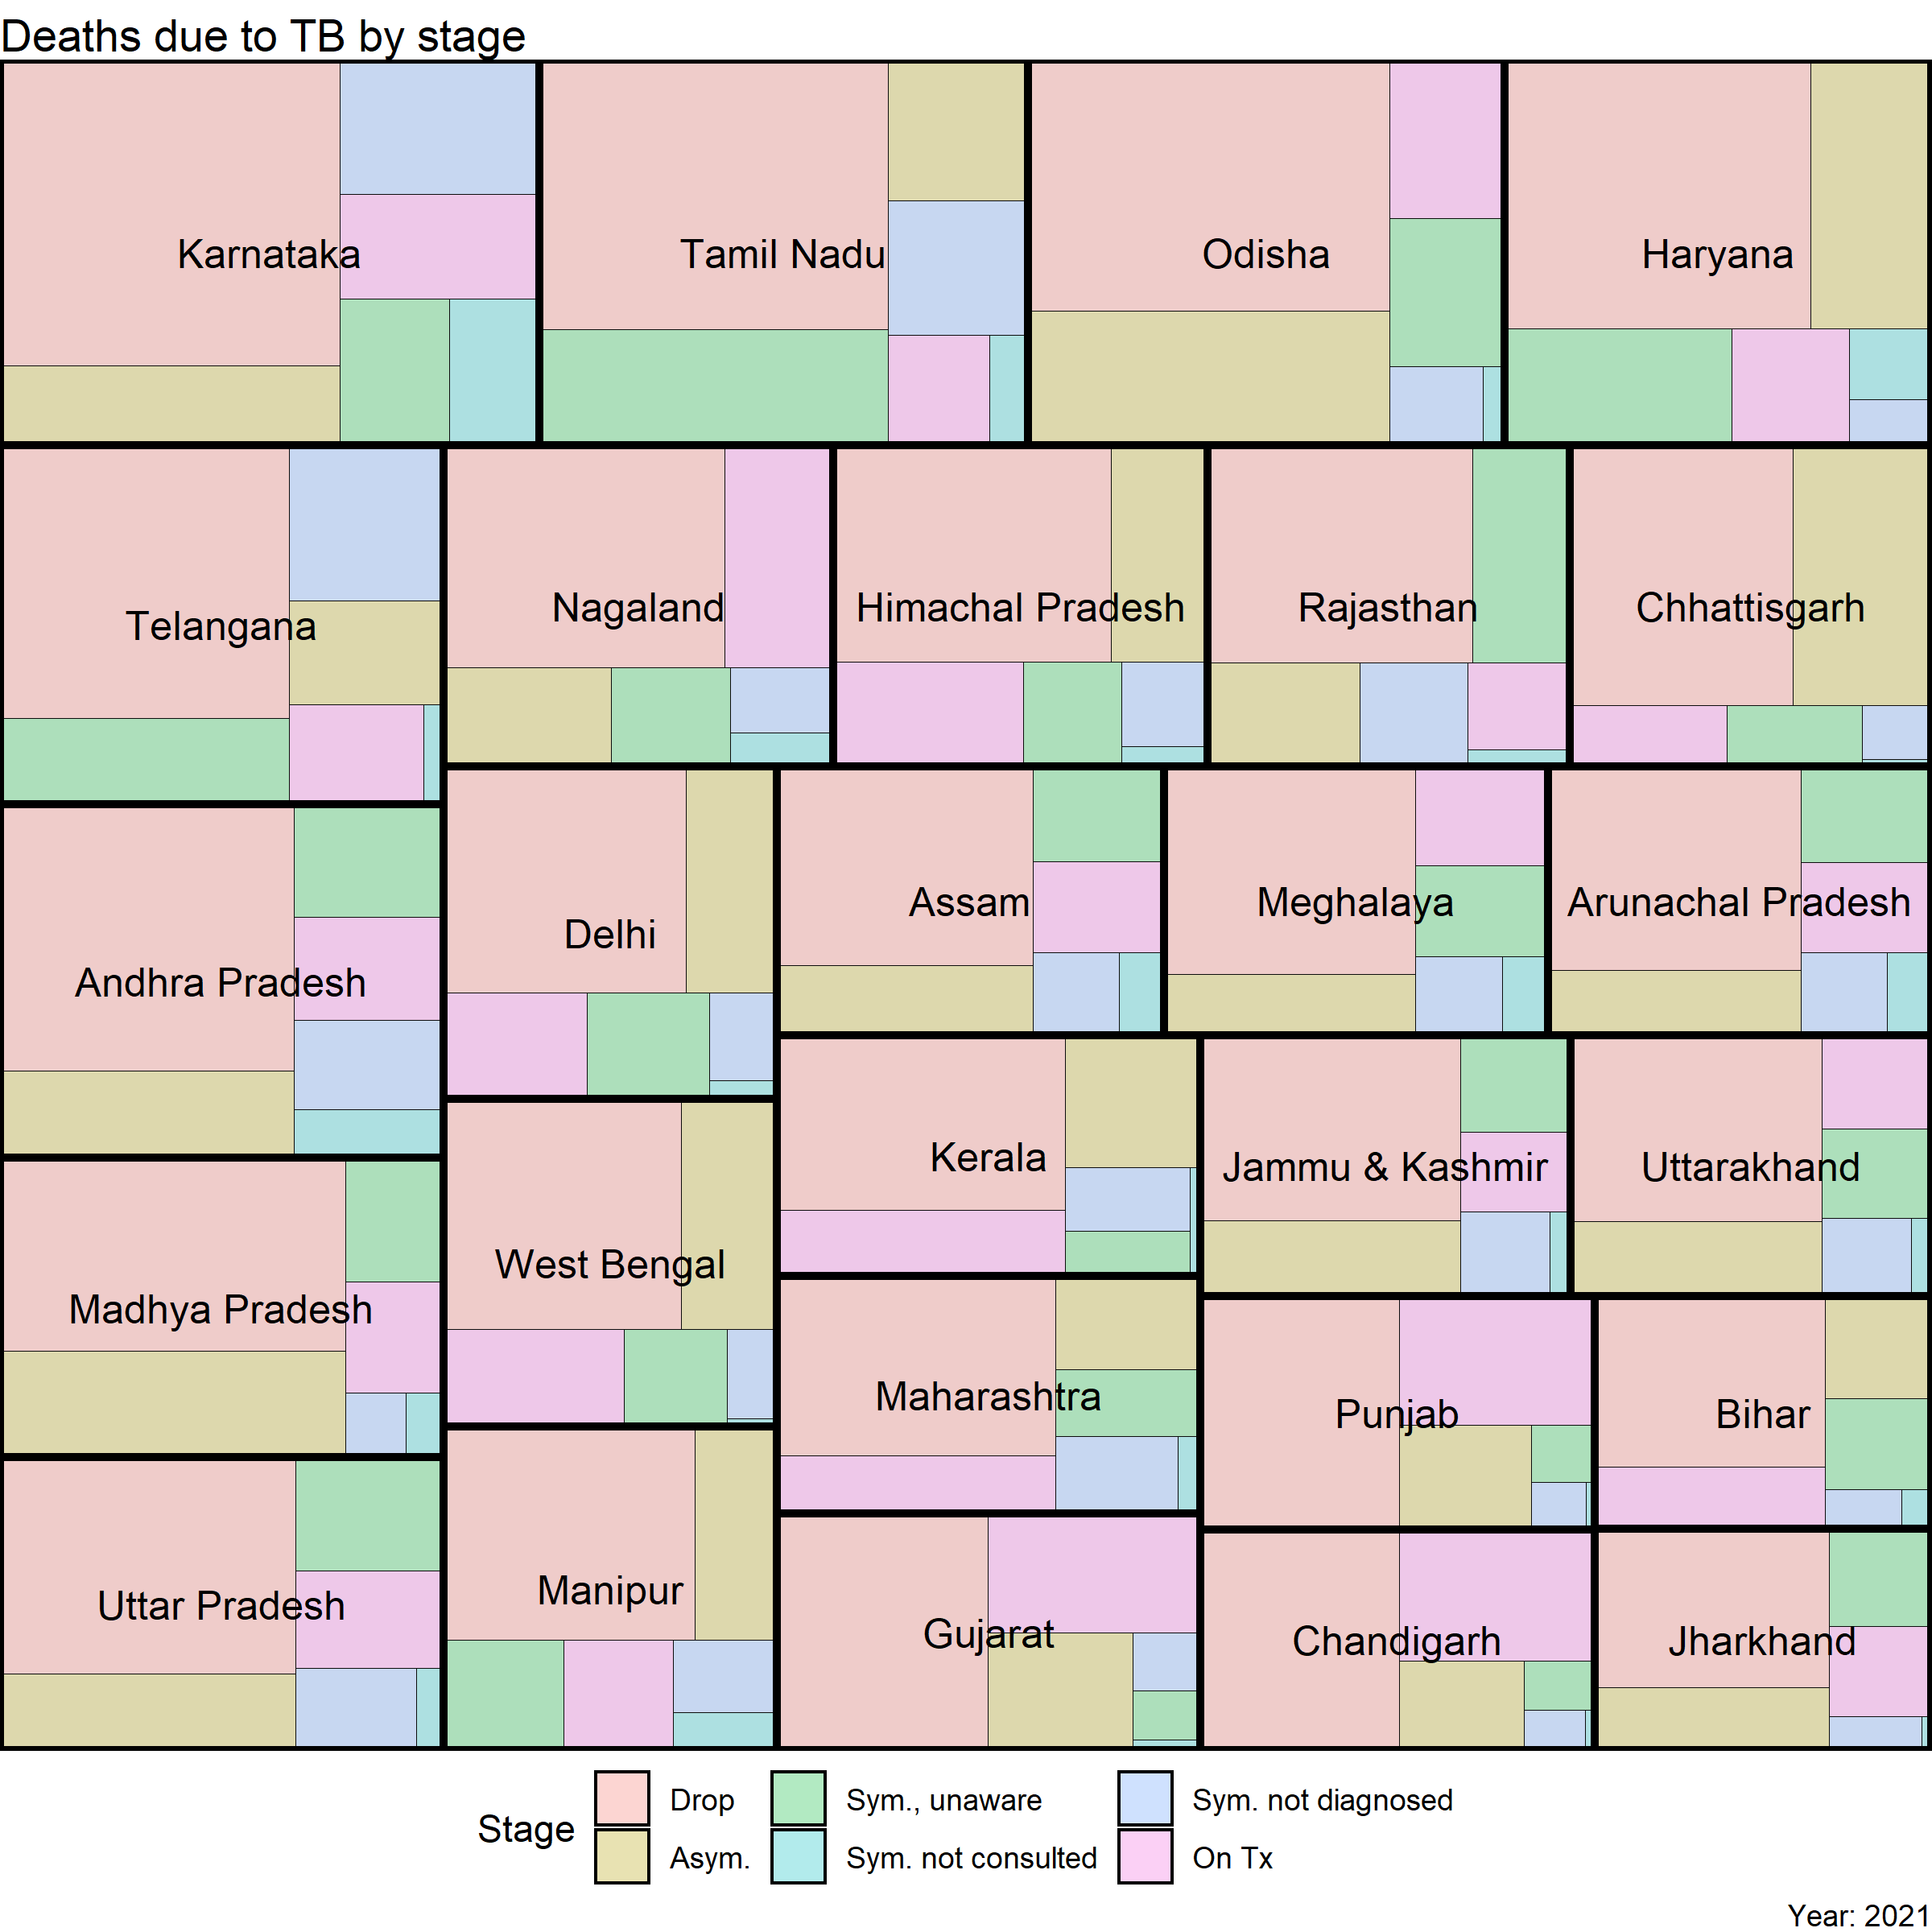 Deaths due to TB by stage
Karnataka
Tamil Nadu
Odisha
Haryana
Telangana
Nagaland
Himachal Pradesh
Rajasthan
Chhattisgarh
Andhra Pradesh
Delhi
Assam
Meghalaya
Arunachal Pradesh
Madhya Pradesh
West Bengal
Kerala
Jammu & Kashmir
Uttarakhand
Maharashtra
Punjab
Bihar
Uttar Pradesh
Manipur
Gujarat
Chandigarh
Jharkhand
Stage
Drop
Sym., unaware
Sym. not diagnosed
Asym.
Sym. not consulted
On Tx
Year: 2021